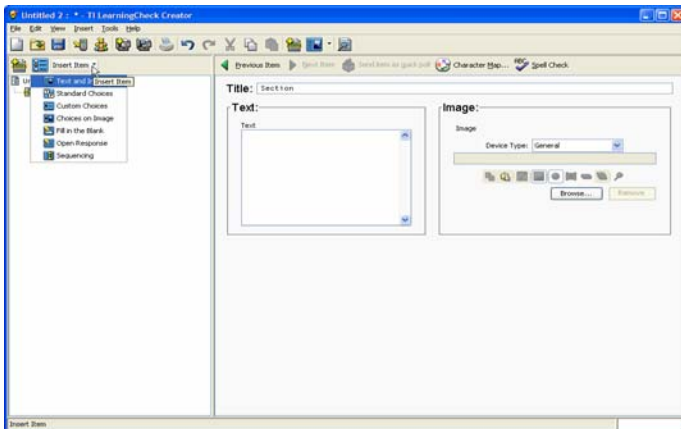 Untitled 2 : * - TI LearningCheck Creator
File Edit View Insert Tools Help
Insert Item
Previous Item Next Item Send item as quick poll Character Map... Spell Check
Text and Insert Item
Standard Choices
Custom Choices
Choices on Image
Fill in the Blank
Open Response
Sequencing
Title: Section
Text:
Text
Image:
Image
Device Type: General
Browse... Remove
Insert Item